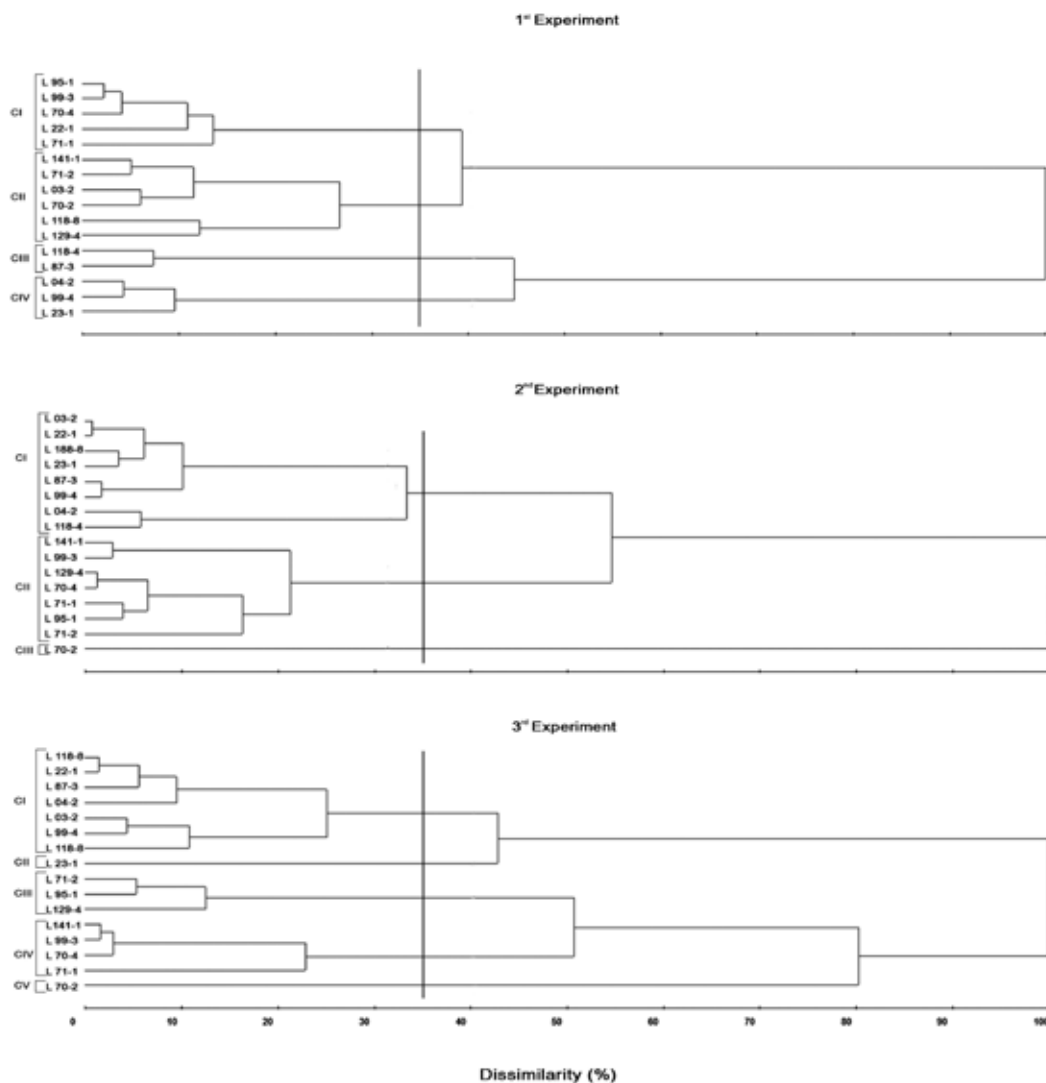 1st Experiment
L 95-1
L 99-3
CI
L 70-4
L 22-1
L 71-1
L 141-1
L 71-2
CII
L 03-2
L 70-2
L 118-8
L 129-4
CIII
L 118-4
L 87-3
CIV
L 04-2
L 99-4
L 23-1
2nd Experiment
L 03-2
L 22-1
CI
L 188-8
L 23-1
L 87-3
L 99-4
L 04-2
L 118-4
L 141-1
L 99-3
CII
L 129-4
L 70-4
L 71-1
L 95-1
L 71-2
CIII
L 70-2
3rd Experiment
L 118-8
L 22-1
L 87-3
CI
L 04-2
L 03-2
L 99-4
L 118-8
CII
L 23-1
L 71-2
CIII
L 95-1
L129-4
L141-1
L 99-3
CIV
L 70-4
L 71-1
CV
L 70-2
0 10 20 30 40 50 60 70 80 90 100
Dissimilarity (%)